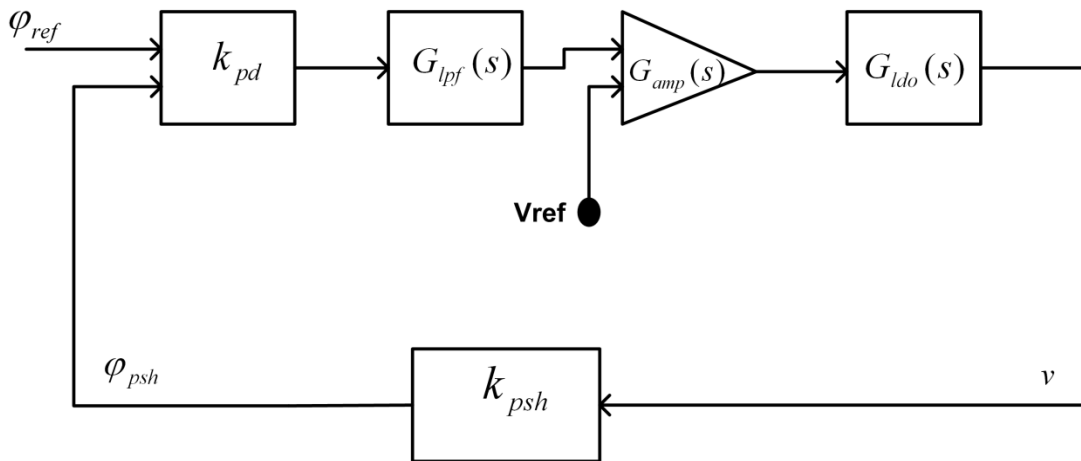 φref
kpd
Glpf(s)
Gamp(s)
Gldo(s)
Vref
φpsh
kpsh
v